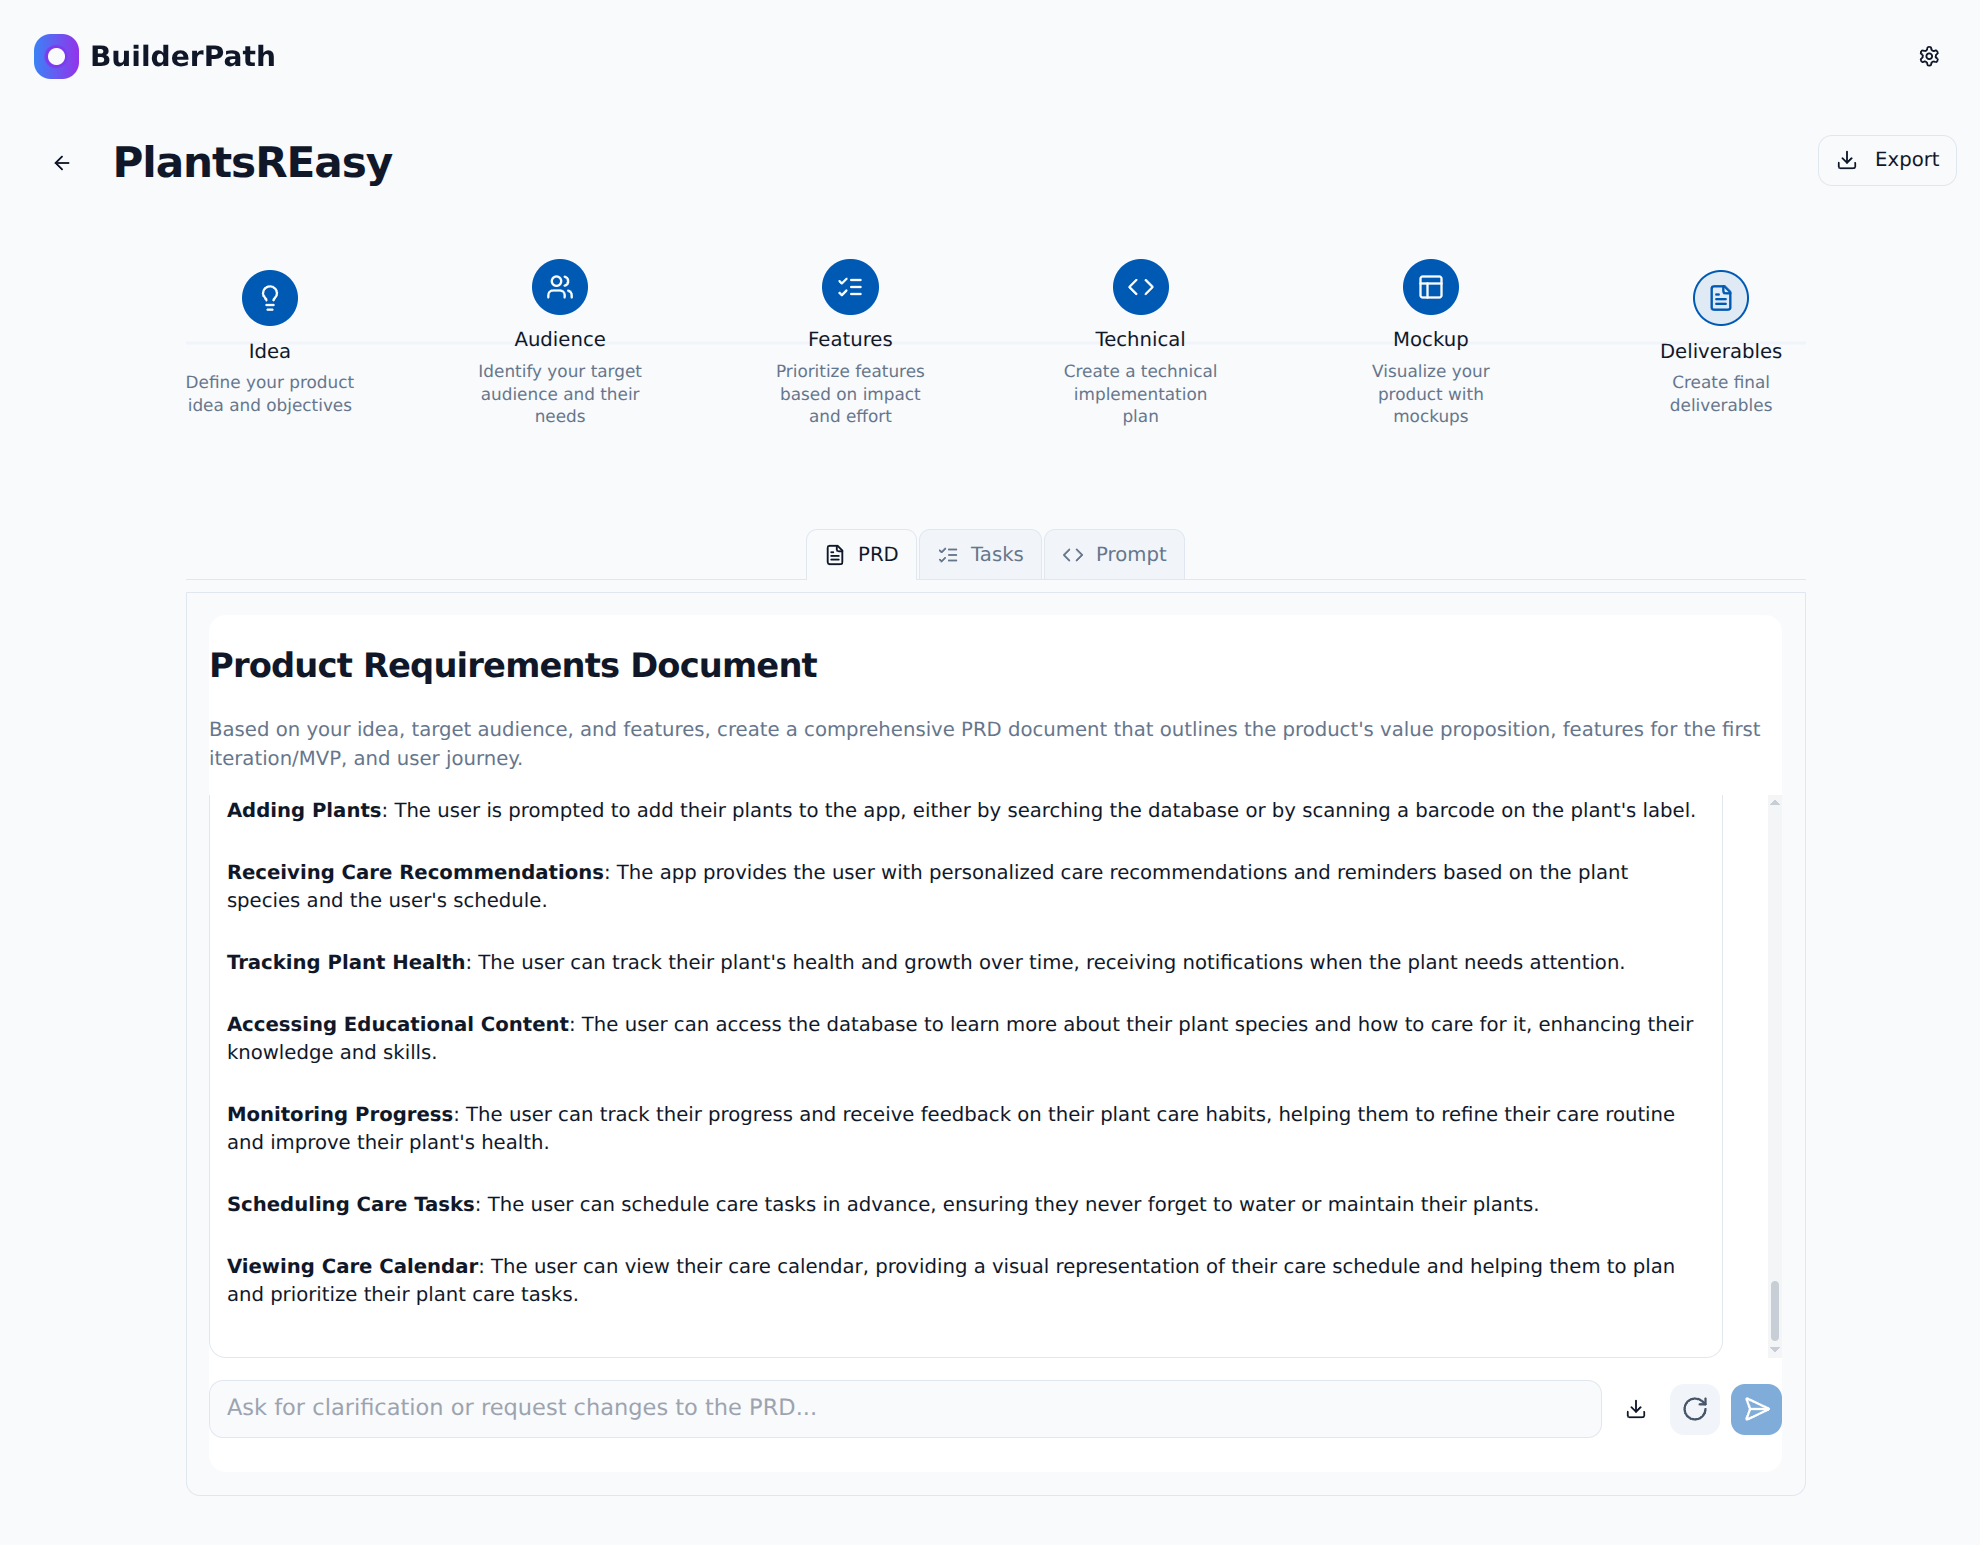 BuilderPath
PlantsREasy
Export
Idea
Define your product
idea and objectives
Audience
Identify your target
audience and their
needs
Features
Prioritize features
based on impact
and effort
Technical
Create a technical
implementation
plan
Mockup
Visualize your
product with
mockups
Deliverables
Create final
deliverables
PRD
Tasks
Prompt
Product Requirements Document
Based on your idea, target audience, and features, create a comprehensive PRD document that outlines the product's value proposition, features for the first
iteration/MVP, and user journey.
Adding Plants: The user is prompted to add their plants to the app, either by searching the database or by scanning a barcode on the plant's label.
Receiving Care Recommendations: The app provides the user with personalized care recommendations and reminders based on the plant
species and the user's schedule.
Tracking Plant Health: The user can track their plant's health and growth over time, receiving notifications when the plant needs attention.
Accessing Educational Content: The user can access the database to learn more about their plant species and how to care for it, enhancing their
knowledge and skills.
Monitoring Progress: The user can track their progress and receive feedback on their plant care habits, helping them to refine their care routine
and improve their plant's health.
Scheduling Care Tasks: The user can schedule care tasks in advance, ensuring they never forget to water or maintain their plants.
Viewing Care Calendar: The user can view their care calendar, providing a visual representation of their care schedule and helping them to plan
and prioritize their plant care tasks.
Ask for clarification or request changes to the PRD...